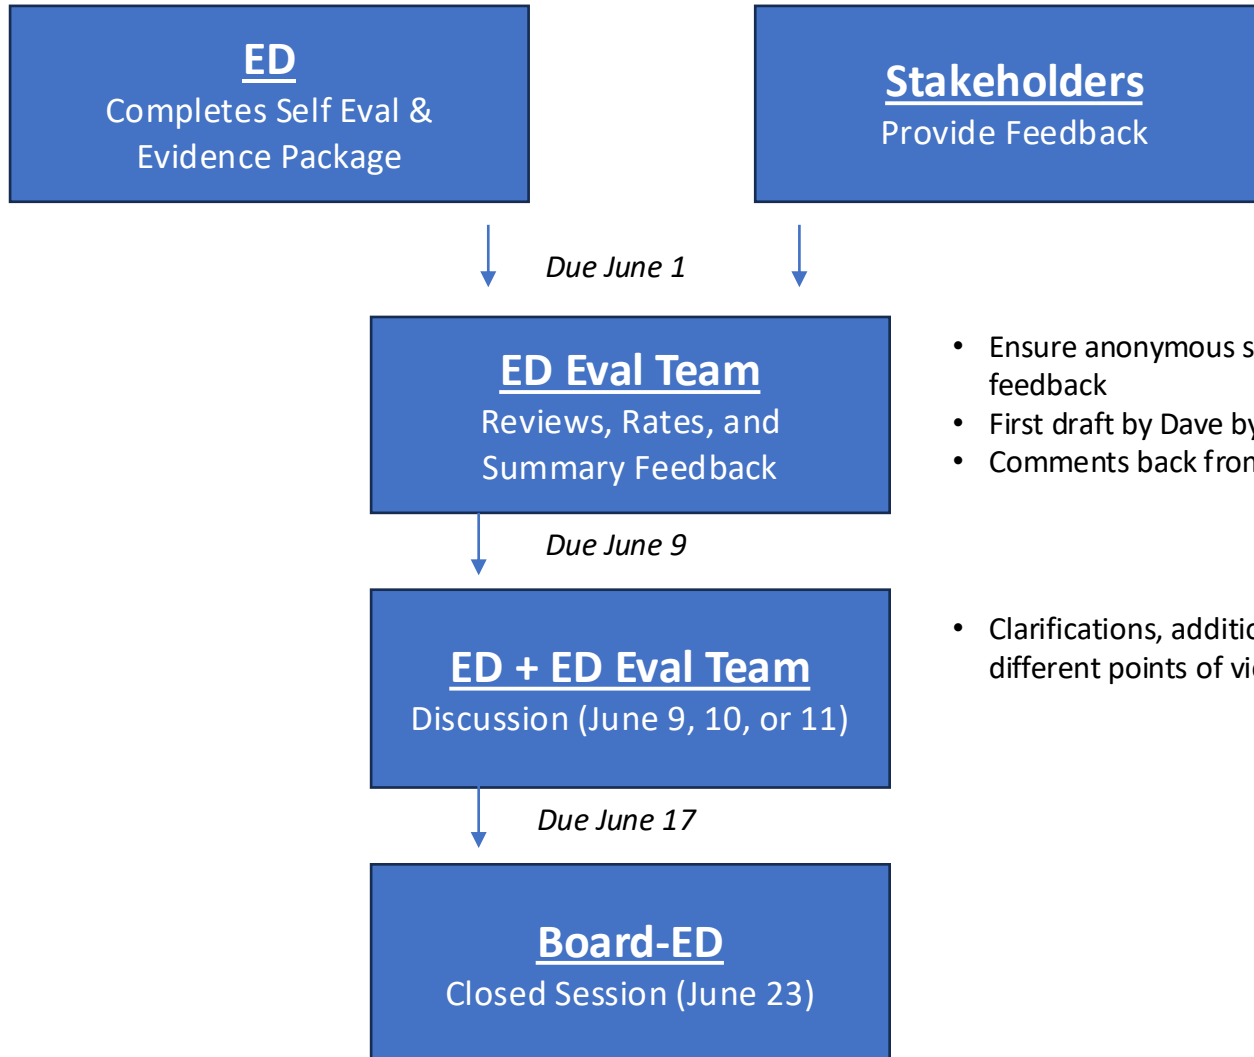 ED
Completes Self Eval &
Evidence Package
Stakeholders
Provide Feedback
Due June 1
ED Eval Team
Reviews, Rates, and
Summary Feedback
• Ensure anonymous
feedback
• First draft by Dave by
• Comments back from
Due June 9
ED + ED Eval Team
Discussion (June 9, 10, or 11)
• Clarifications,
different points of
Due June 17
Board-ED
Closed Session (June 23)